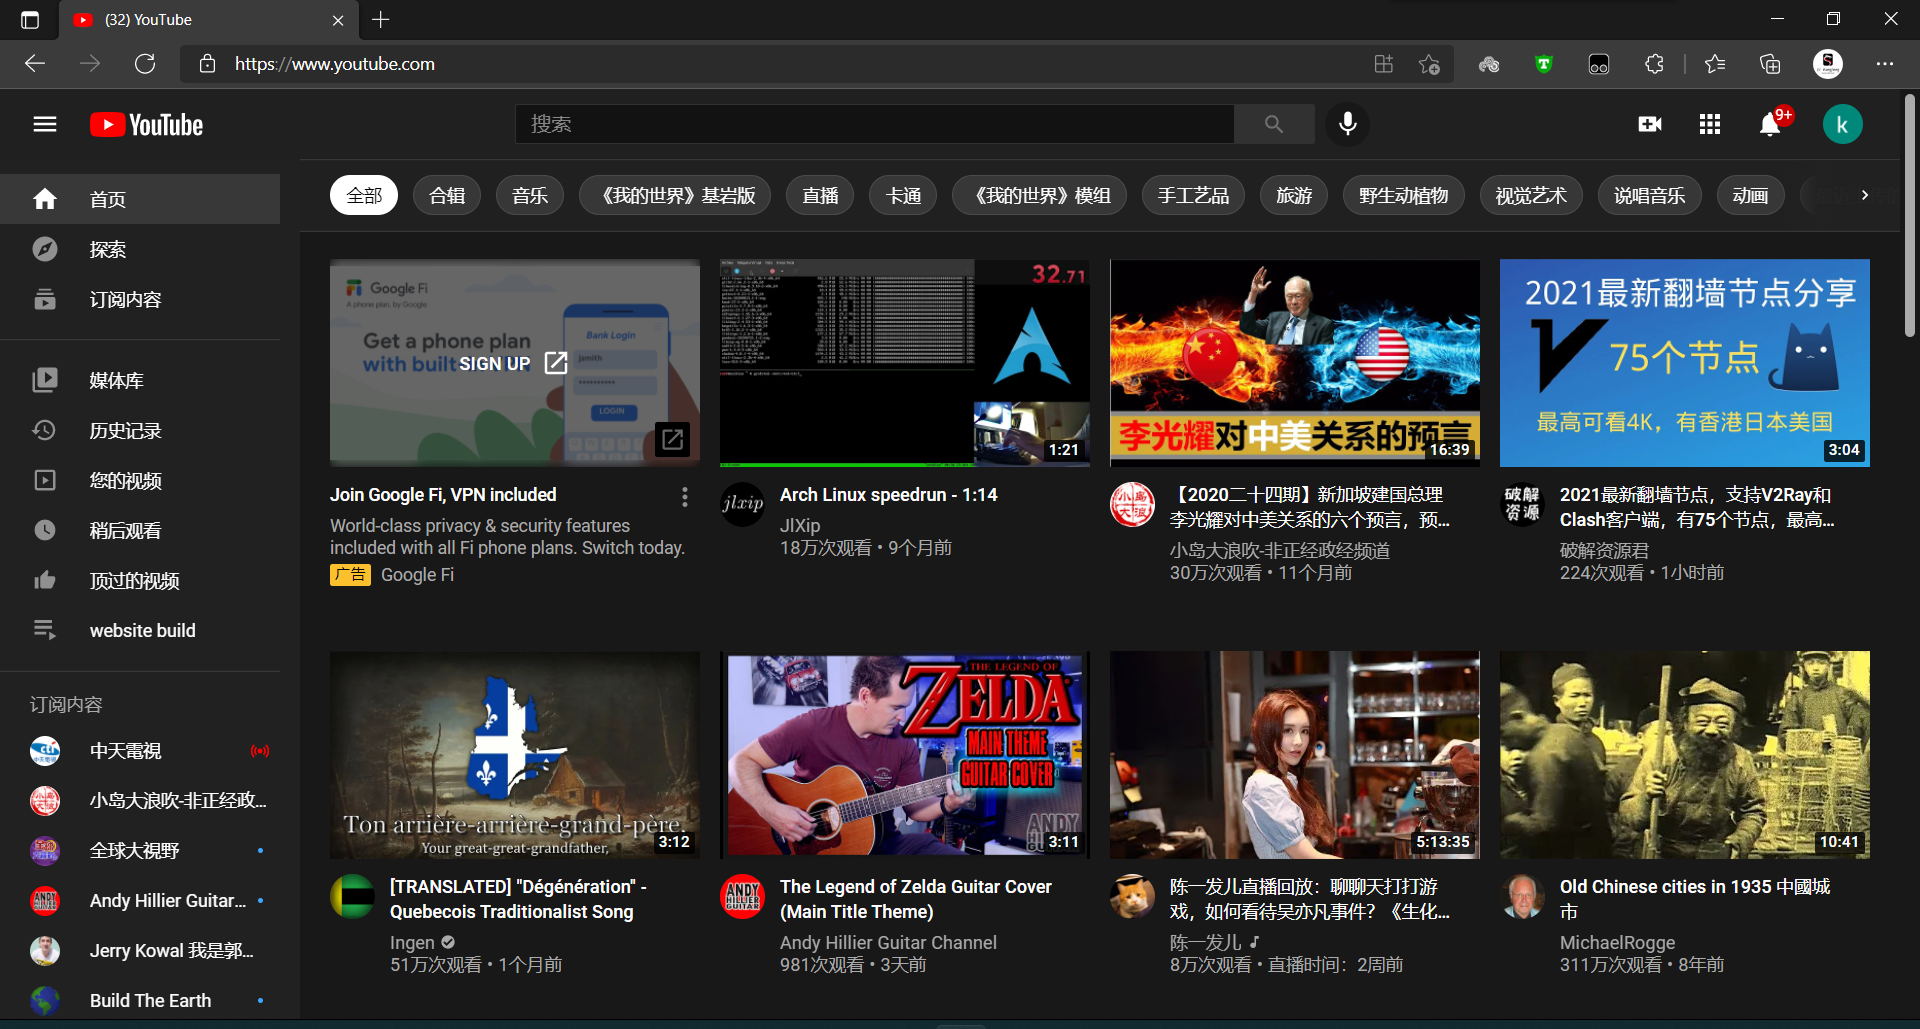 (32) YouTube
https://www.youtube.com
YouTube
搜索
9+
k
首页
探索
订阅内容
媒体库
历史记录
您的视频
稍后观看
顶过的视频
website build
订阅内容
中天電視
小岛大浪吹-非正经政...
全球大視野
Andy Hillier Guitar...
Jerry Kowal 我是郭...
Build The Earth
全部
合辑
音乐
《我的世界》基岩版
直播
卡通
《我的世界》模组
手工艺品
旅游
野生动植物
视觉艺术
说唱音乐
动画
Google Fi
A phone plan, by Google
Get a phone plan
with built
SIGN UP
Bank Login
jsmith
LOGIN
Join Google Fi, VPN included
World-class privacy & security features
included with all Fi phone plans. Switch today.
广告 Google Fi
32.71
1:21
jlxip
Arch Linux speedrun - 1:14
JlXip
18万次观看 • 9个月前
李光耀对中美关系的预言
16:39
【2020二十四期】新加坡建国总理
李光耀对中美关系的六个预言，预...
小岛大浪吹-非正经政经频道
30万次观看 • 11个月前
2021最新翻墙节点分享
75个节点
最高可看4K，有香港日本美国
3:04
破解
资源
2021最新翻墙节点，支持V2Ray和
Clash客户端，有75个节点，最高...
破解资源君
224次观看 • 1小时前
Ton arrière-arrière-grand-père,
Your great-great-grandfather,
3:12
[TRANSLATED] "Dégénération" -
Quebecois Traditionalist Song
Ingen
51万次观看 • 1个月前
THE LEGEND OF
ZELDA
MAIN THEME
GUITAR COVER
ANDY
3:11
ANDY
HILLIER
GUITAR
The Legend of Zelda Guitar Cover
(Main Title Theme)
Andy Hillier Guitar Channel
981次观看 • 3天前
5:13:35
陈一发儿直播回放：聊聊天打打游
戏，如何看待吴亦凡事件？《生化...
陈一发儿
8万次观看 • 直播时间：2周前
10:41
Old Chinese cities in 1935 中國城
市
MichaelRogge
311万次观看 • 8年前